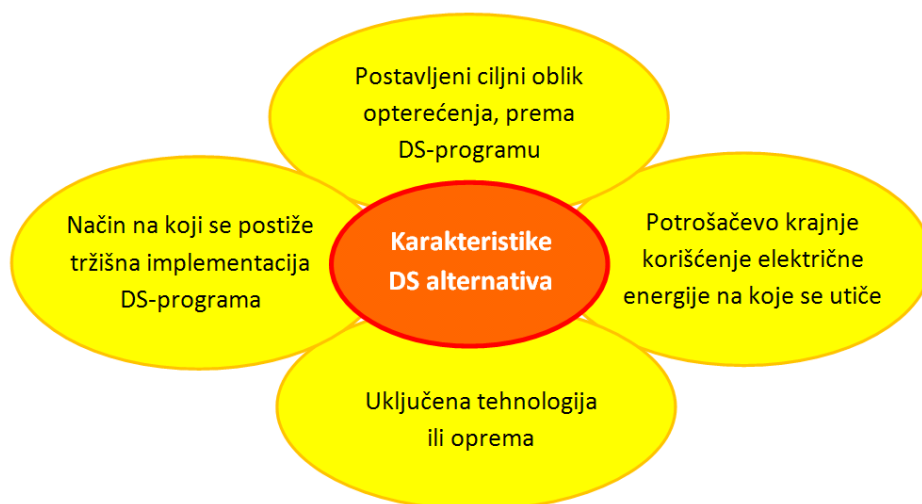 Postavljeni ciljni oblik
opterećenja, prema
DS-programu
Način na koji se postiže
tržišna implementacija
DS-programa
Karakteristike
DS alternativa
Potrošačevo krajnje
korišćenje električne
energije na koje se utiče
Uključena tehnologija
ili oprema